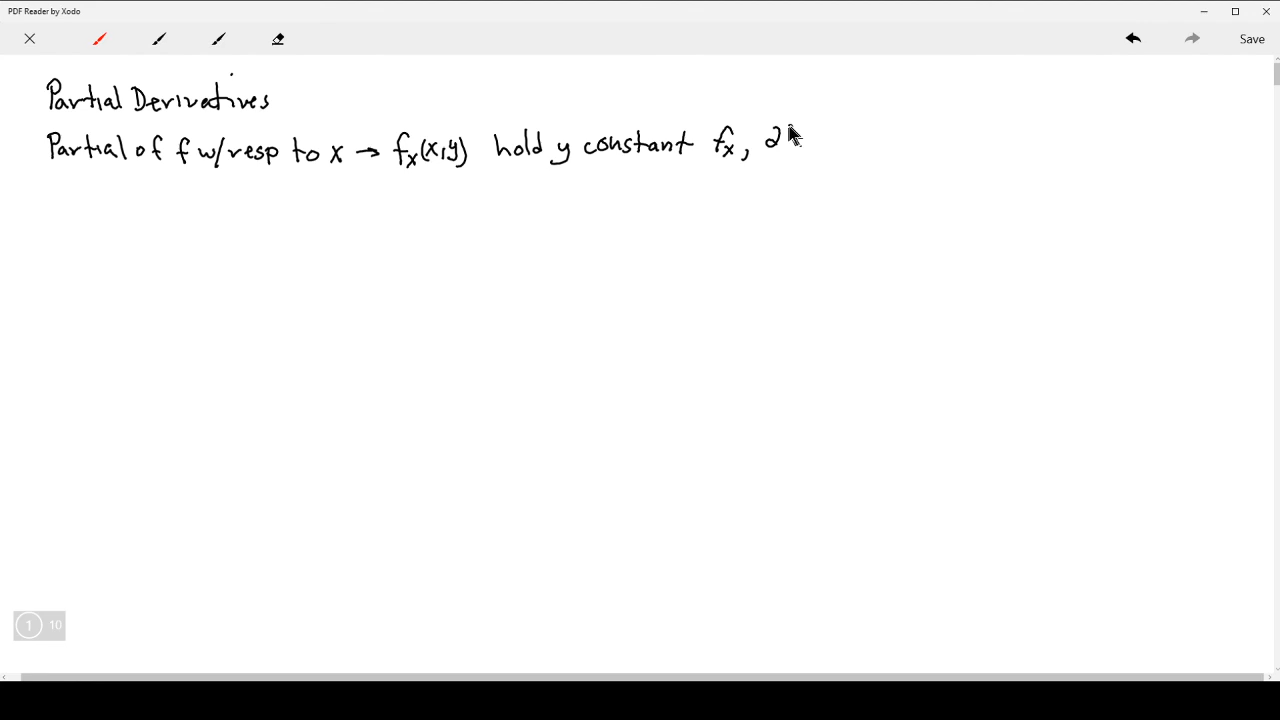 PDF Reader by Xodo
Save
Partial Derivatives
Partial of f w/resp to x → fₓ(x,y) hold y constant fₓ, ∂
1 10